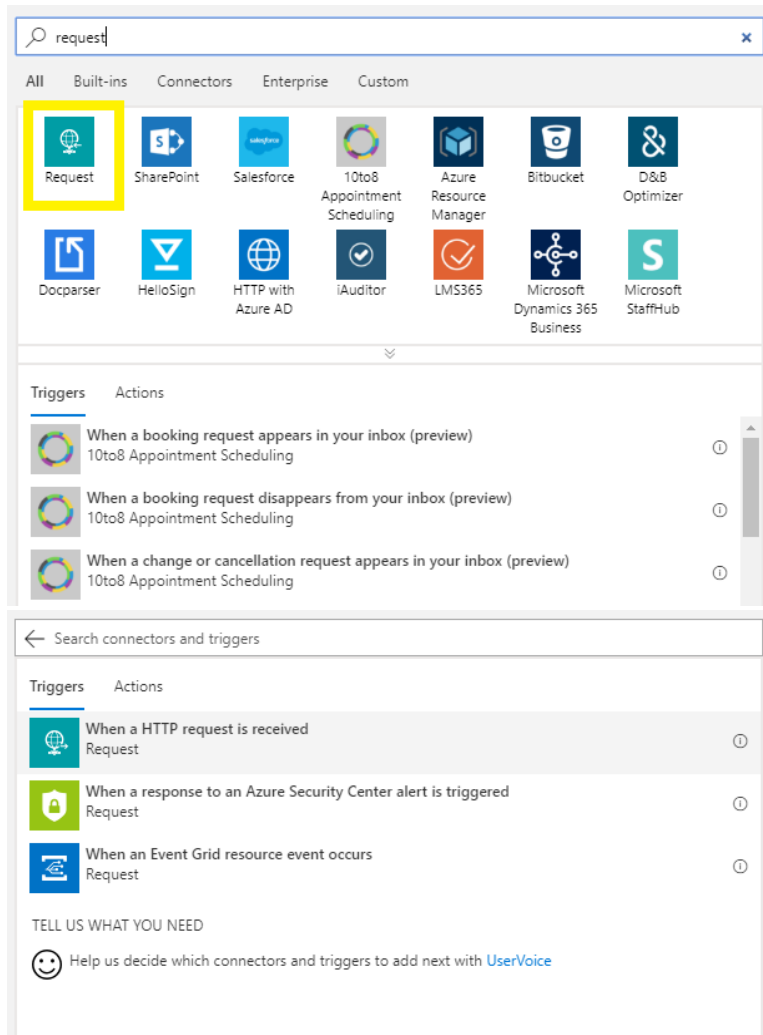 request
All Built-ins Connectors Enterprise Custom
Request SharePoint Salesforce 10to8 Appointment Scheduling Azure Resource Manager Bitbucket D&B Optimizer
Docparser HelloSign HTTP with Azure AD iAuditor LMS365 Microsoft Dynamics 365 Business Microsoft StaffHub
Triggers Actions
When a booking request appears in your inbox (preview)
10to8 Appointment Scheduling
When a booking request disappears from your inbox (preview)
10to8 Appointment Scheduling
When a change or cancellation request appears in your inbox (preview)
10to8 Appointment Scheduling
Search connectors and triggers
Triggers Actions
When a HTTP request is received
Request
When a response to an Azure Security Center alert is triggered
Request
When an Event Grid resource event occurs
Request
TELL US WHAT YOU NEED
Help us decide which connectors and triggers to add next with UserVoice